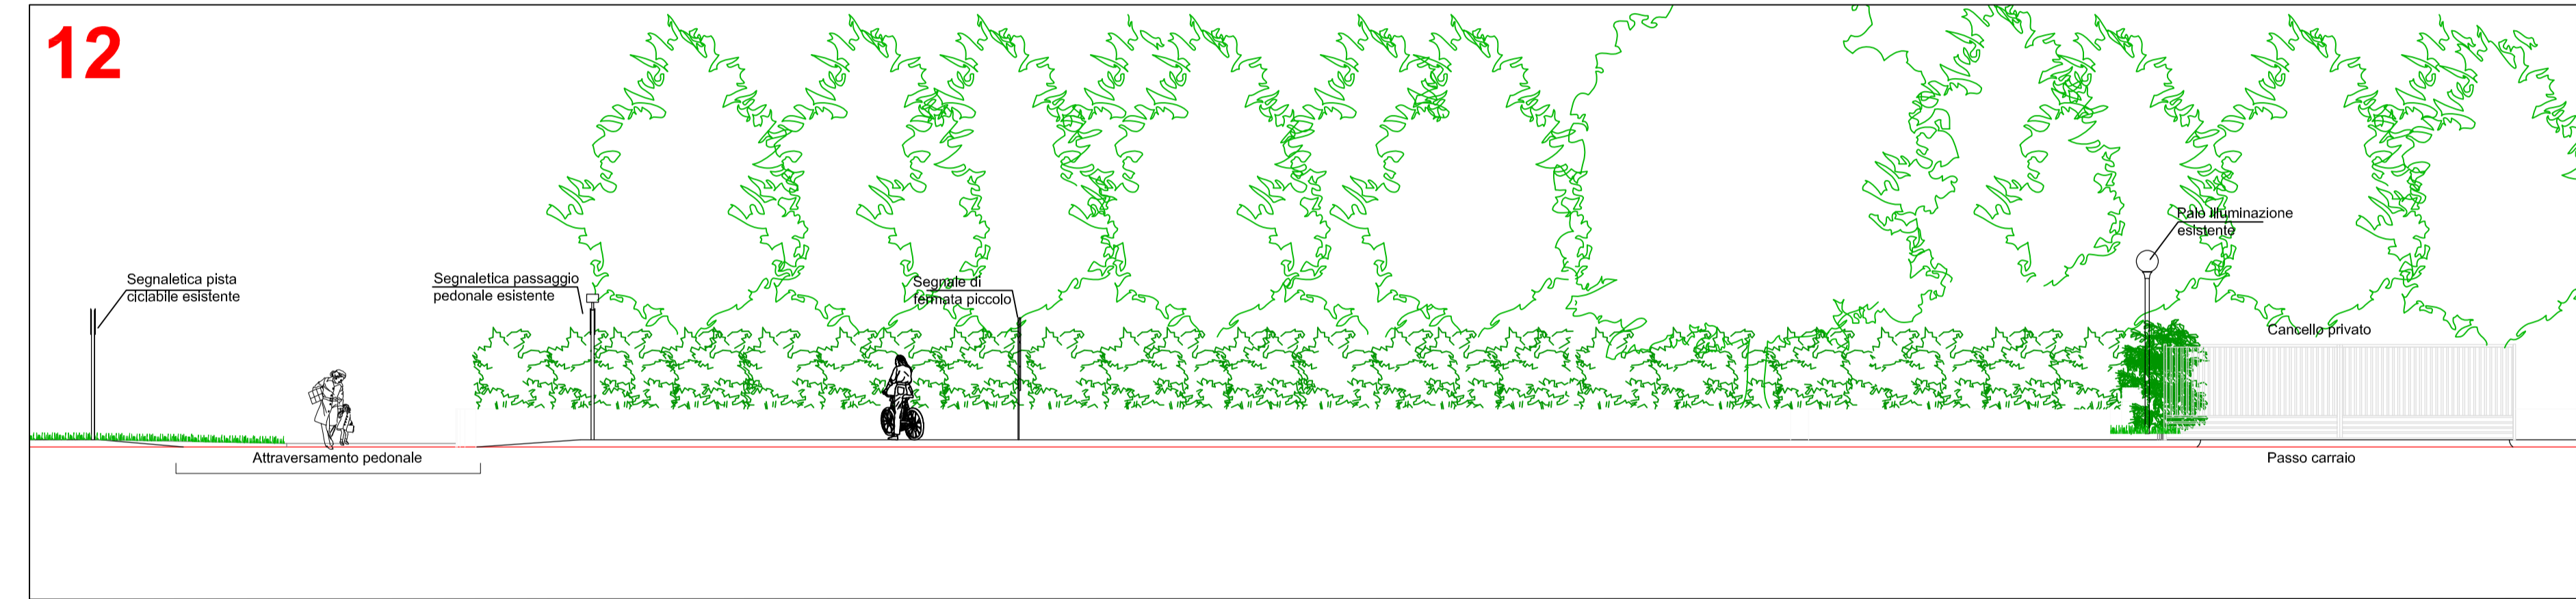 12
Segnaletica pista
ciclabile esistente
Segnaletica passaggio
pedonale esistente
Segnale di
fermata piccolo
Palo Illuminazione
esistente
Cancello privato
Attraversamento pedonale
Passo carraio